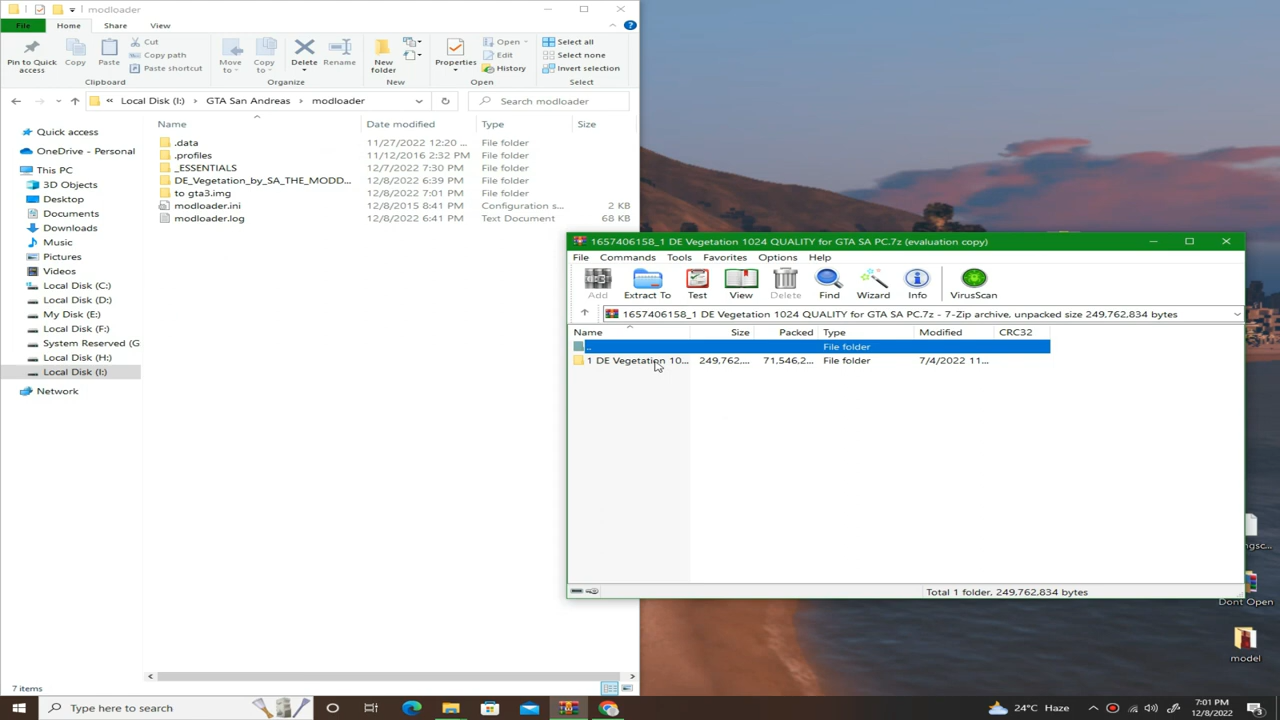 modloader
File Home Share View
Pin to Quick access
Copy
Paste
Cut
Copy path
Paste shortcut
Clipboard
Move to
Copy to
Delete
Rename
Organize
New folder
New
Properties
Open
Edit
History
Open
Select all
Select none
Invert selection
Select
Local Disk (I:) > GTA San Andreas > modloader
Search modloader
Name Date modified Type Size
.data 11/27/2022 12:20 ... File folder
.profiles 11/12/2016 2:32 PM File folder
_ESSENTIALS 12/7/2022 7:30 PM File folder
DE_Vegetation_by_SA_THE_MODD... 12/8/2022 6:39 PM File folder
to gta3.img 12/8/2022 7:01 PM File folder
modloader.ini 12/8/2015 8:41 PM Configuration s... 2 KB
modloader.log 12/8/2022 6:41 PM Text Document 68 KB
Quick access
OneDrive - Personal
This PC
3D Objects
Desktop
Documents
Downloads
Music
Pictures
Videos
Local Disk (C:)
Local Disk (D:)
My Disk (E:)
Local Disk (F:)
System Reserved (G
Local Disk (H:)
Local Disk (I:)
Network
7 items
1657406158_1 DE Vegetation 1024 QUALITY for GTA SA PC.7z (evaluation copy)
File Commands Tools Favorites Options Help
Add Extract To Test View Delete Find Wizard Info VirusScan
1657406158_1 DE Vegetation 1024 QUALITY for GTA SA PC.7z - 7-Zip archive, unpacked size 249,762,834 bytes
Name Size Packed Type Modified CRC32
.. File folder
1 DE Vegetation 10... 249,762,... 71,546,2... File folder 7/4/2022 11...
Total 1 folder, 249,762,834 bytes
Dont Open
model
Type here to search
24°C Haze
7:01 PM
12/8/2022
3